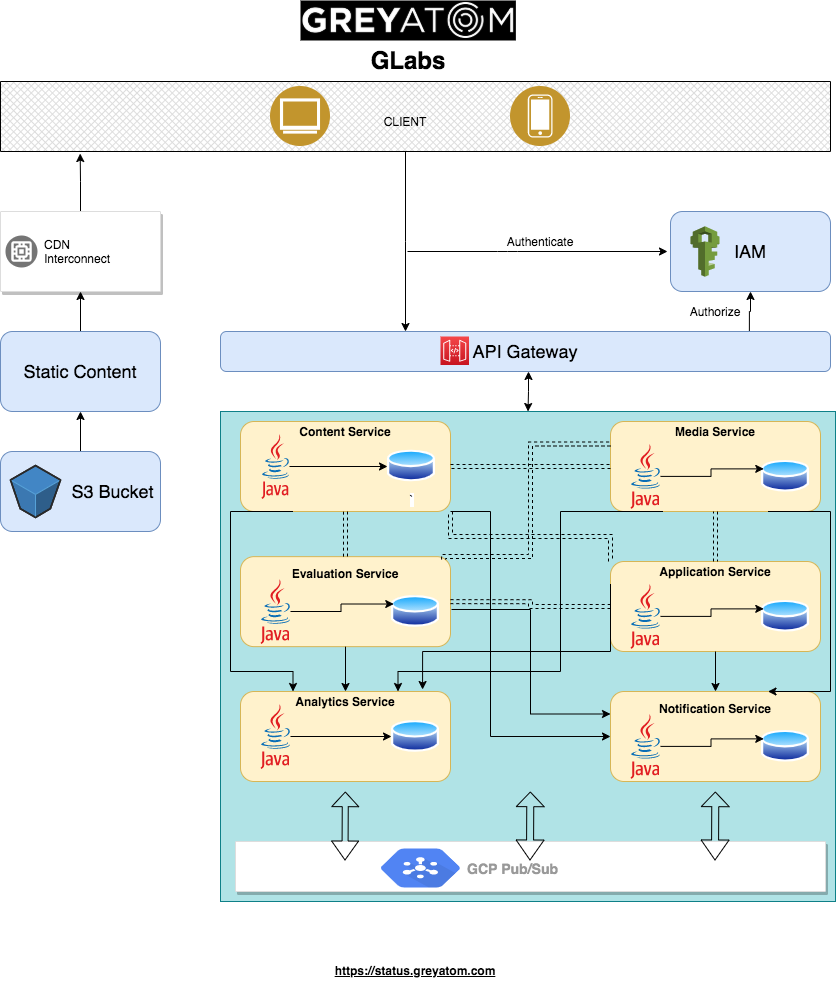 GREYATOM
GLabs
CLIENT
CDN
Interconnect
Authenticate
IAM
Authorize
Static Content
API Gateway
S3 Bucket
Content Service
Java
Media Service
Java
Evaluation Service
Java
Application Service
Java
Analytics Service
Java
Notification Service
Java
GCP Pub/Sub
https://status.greyatom.com